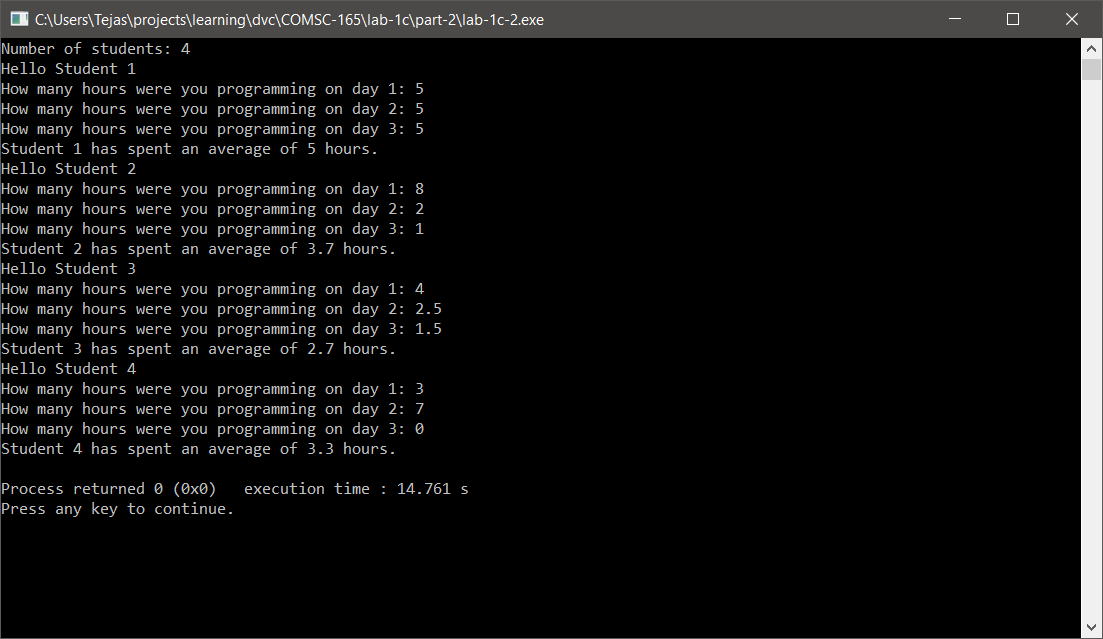 C:\Users\Tejas\projects\learning\dvc\COMSC-165\lab-1c\part-2\lab-1c-2.exe
Number of students: 4
Hello Student 1
How many hours were you programming on day 1: 5
How many hours were you programming on day 2: 5
How many hours were you programming on day 3: 5
Student 1 has spent an average of 5 hours.
Hello Student 2
How many hours were you programming on day 1: 8
How many hours were you programming on day 2: 2
How many hours were you programming on day 3: 1
Student 2 has spent an average of 3.7 hours.
Hello Student 3
How many hours were you programming on day 1: 4
How many hours were you programming on day 2: 2.5
How many hours were you programming on day 3: 1.5
Student 3 has spent an average of 2.7 hours.
Hello Student 4
How many hours were you programming on day 1: 3
How many hours were you programming on day 2: 7
How many hours were you programming on day 3: 0
Student 4 has spent an average of 3.3 hours.
Process returned 0 (0x0)   execution time : 14.761 s
Press any key to continue.